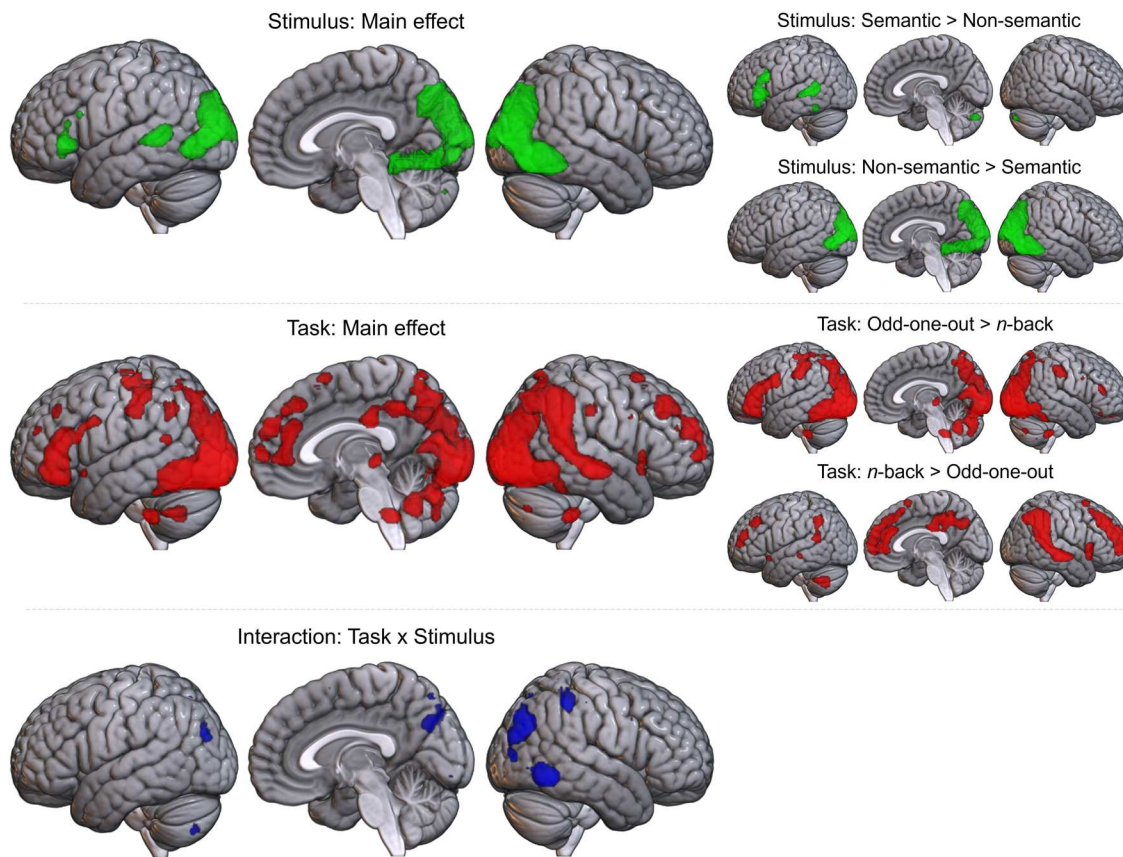 Stimulus: Main effect
Stimulus: Semantic > Non-semantic
Stimulus: Non-semantic > Semantic
Task: Main effect
Task: Odd-one-out > n-back
Task: n-back > Odd-one-out
Interaction: Task x Stimulus